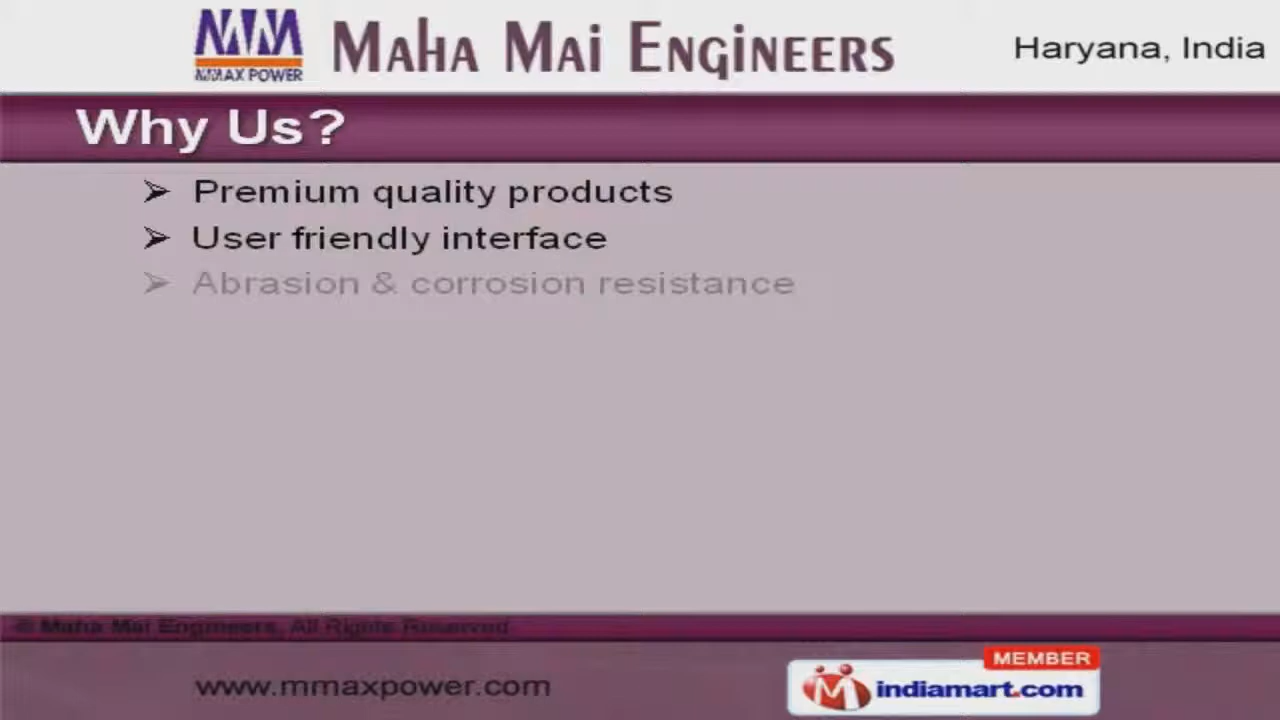 MMAX POWER
MAHA MAI ENGINEERS
Haryana, India
Why Us?
➢ Premium quality products
➢ User friendly interface
➢ Abrasion & corrosion resistance
© Maha Mai Engineers, All Rights Reserved
www.mmaxpower.com
MEMBER
indiamart.com